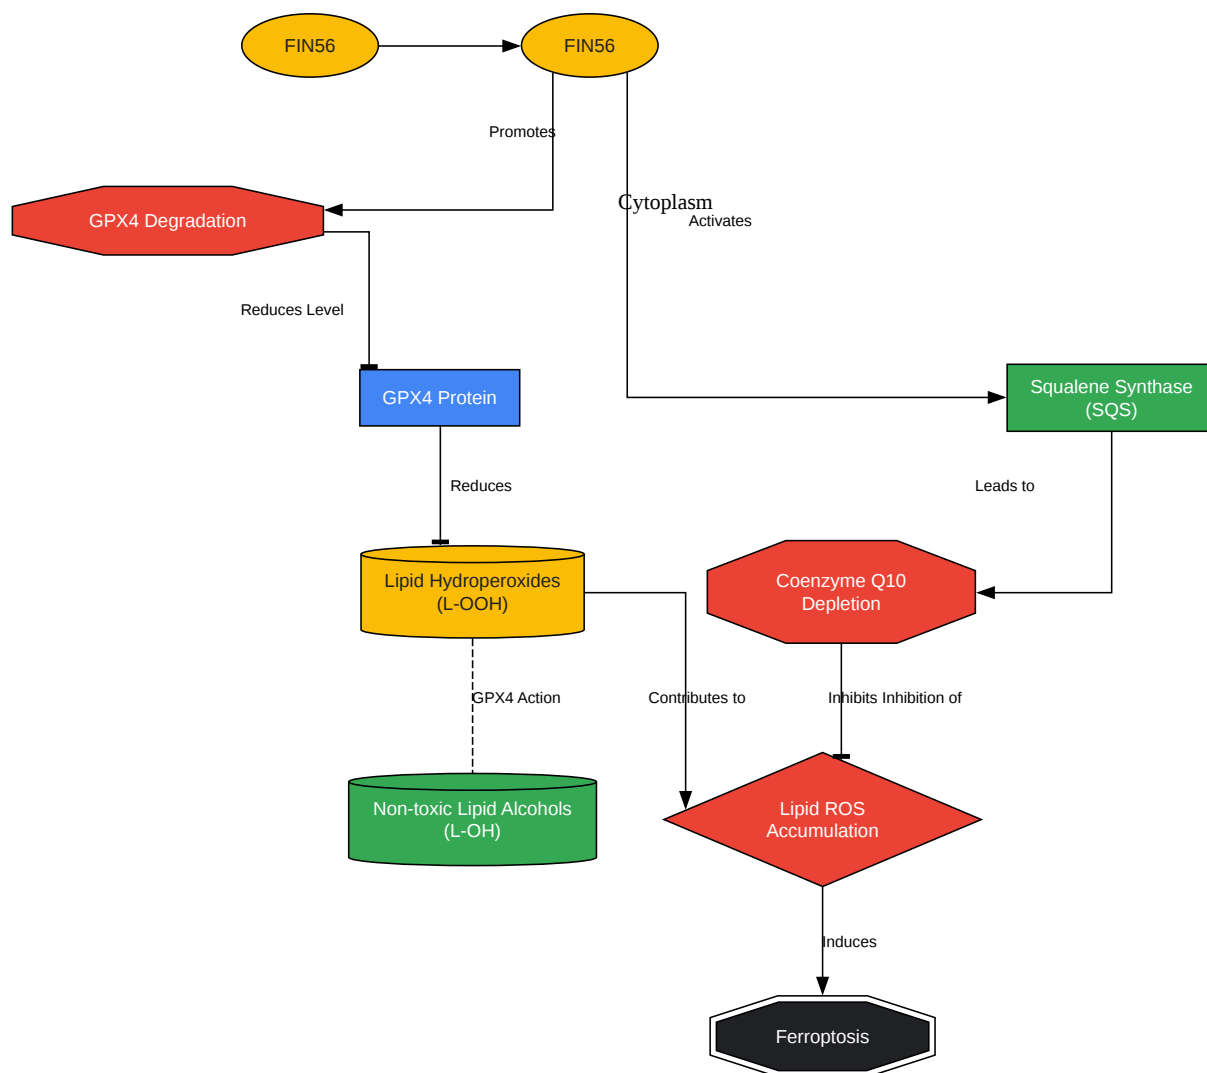 FIN56
FIN56
Promotes
Cytoplasm
Activates
GPX4 Degradation
Reduces Level
GPX4 Protein
Squalene Synthase
(SQS)
Reduces
Leads to
Lipid Hydroperoxides
(L-OOH)
Coenzyme Q10
Depletion
GPX4 Action
Contributes to
Inhibits Inhibition of
Non-toxic Lipid Alcohols
(L-OH)
Lipid ROS
Accumulation
Induces
Ferroptosis